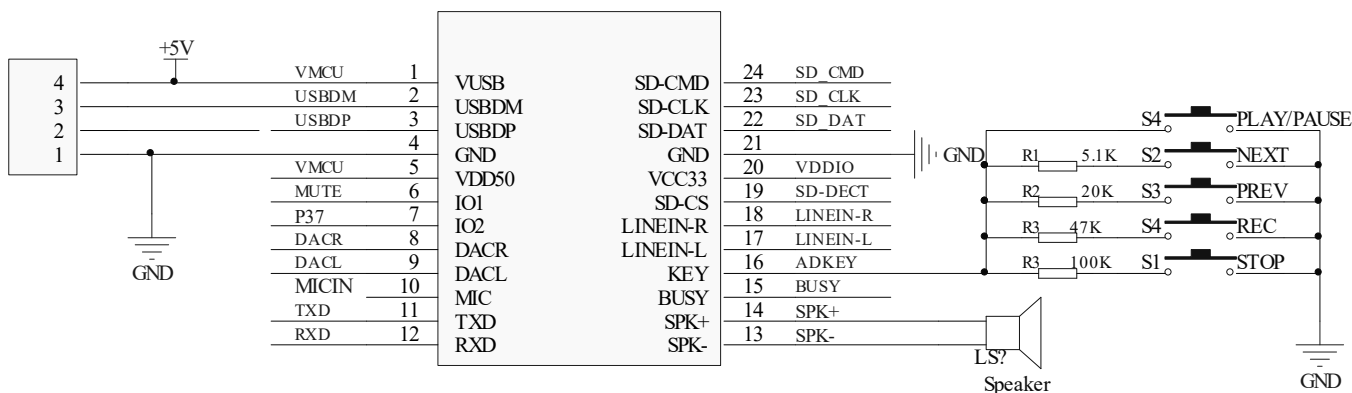 +5V
4
3
2
1
VMCU 1 VUSB
USBDM 2 USBDM
USBDP 3 USBDP
4 GND
VMCU 5 VDD50
MUTE 6 IO1
P37 7 IO2
DACR 8 DACR
DACL 9 DACL
MICIN 10 MIC
TXD 11 TXD
RXD 12 RXD
GND
SD-CMD 24 SD_CMD
SD-CLK 23 SD_CLK
SD-DAT 22 SD_DAT
GND 21 GND
VCC33 20 VDDIO
SD-CS 19 SD-DECT
LINEIN-R 18 LINEIN-R
LINEIN-L 17 LINEIN-L
KEY 16 ADKEY
BUSY 15 BUSY
SPK+ 14 SPK+
SPK- 13 SPK-
LS?
Speaker
S4 PLAY/PAUSE
R1 5.1K S2 NEXT
R2 20K S3 PREV
R3 47K S4 REC
R3 100K S1 STOP
GND